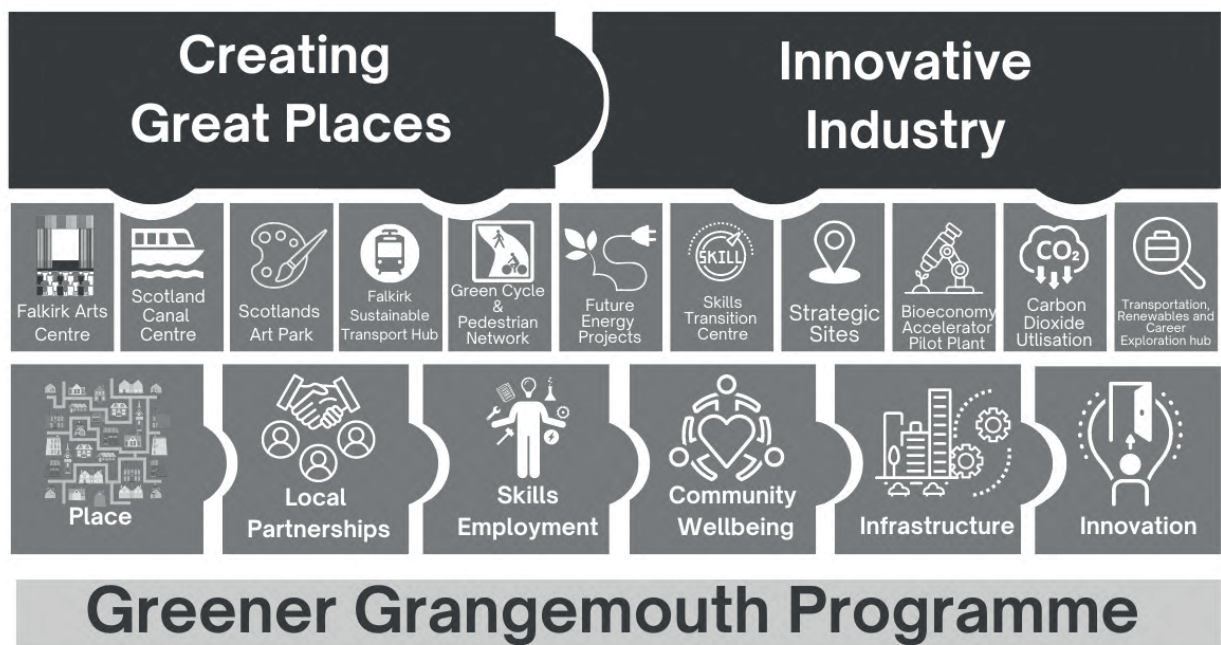 Creating
Great Places
Innovative
Industry
Falkirk Arts
Centre
Scotland
Canal
Centre
Scotlands
Art Park
Falkirk
Sustainable
Transport Hub
Green Cycle
&
Pedestrian
Network
Future
Energy
Projects
SKILL
Skills
Transition
Centre
Strategic
Sites
Bioeconomy
Accelerator
Pilot Plant
CO2
Carbon
Dioxide
Utlisation
Transportation,
Renewables and
Career
Exploration hub
Place
Local
Partnerships
Skills
Employment
Community
Wellbeing
Infrastructure
Innovation
Greener Grangemouth Programme